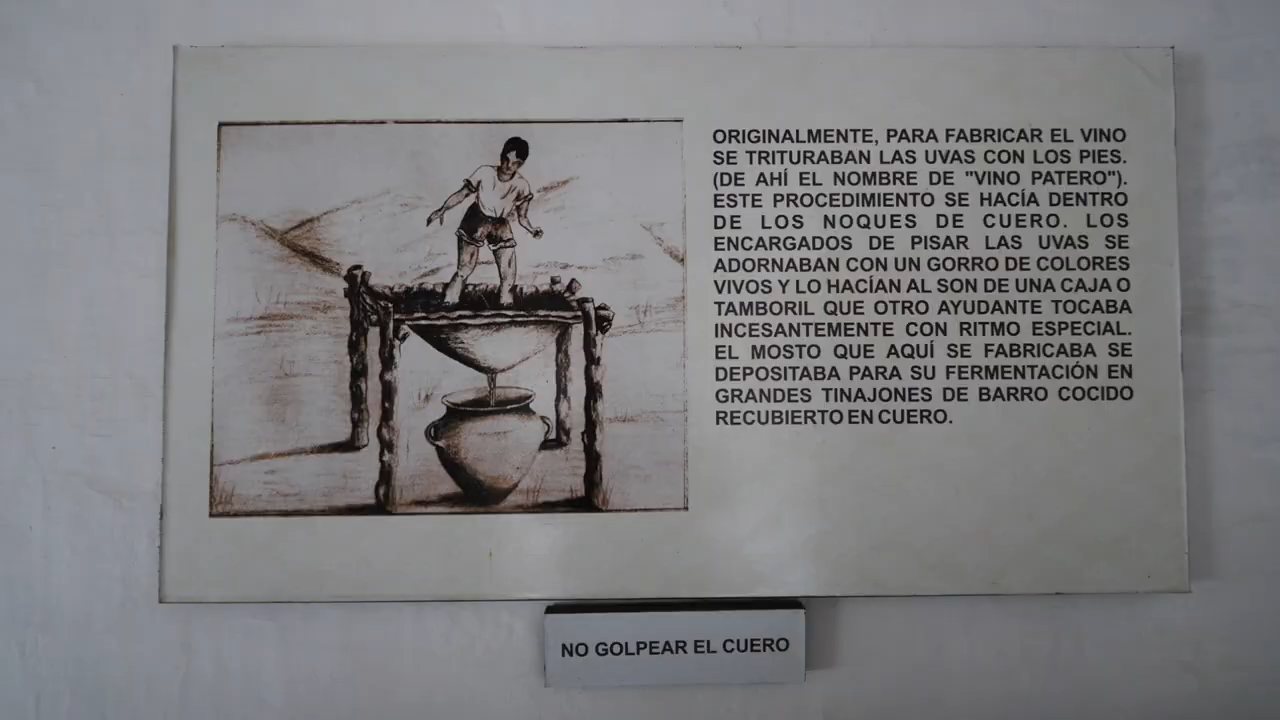 ORIGINALMENTE, PARA FABRICAR EL VINO
SE TRITURABAN LAS UVAS CON LOS PIES.
(DE AHÍ EL NOMBRE DE "VINO PATERO").
ESTE PROCEDIMIENTO SE HACÍA DENTRO
DE LOS NOQUES DE CUERO. LOS
ENCARGADOS DE PISAR LAS UVAS SE
ADORNABAN CON UN GORRO DE COLORES
VIVOS Y LO HACÍAN AL SON DE UNA CAJA O
TAMBORIL QUE OTRO AYUDANTE TOCABA
INCESANTEMENTE CON RITMO ESPECIAL.
EL MOSTO QUE AQUÍ SE FABRICABA SE
DEPOSITABA PARA SU FERMENTACIÓN EN
GRANDES TINAJONES DE BARRO COCIDO
RECUBIERTO EN CUERO.
NO GOLPEAR EL CUERO